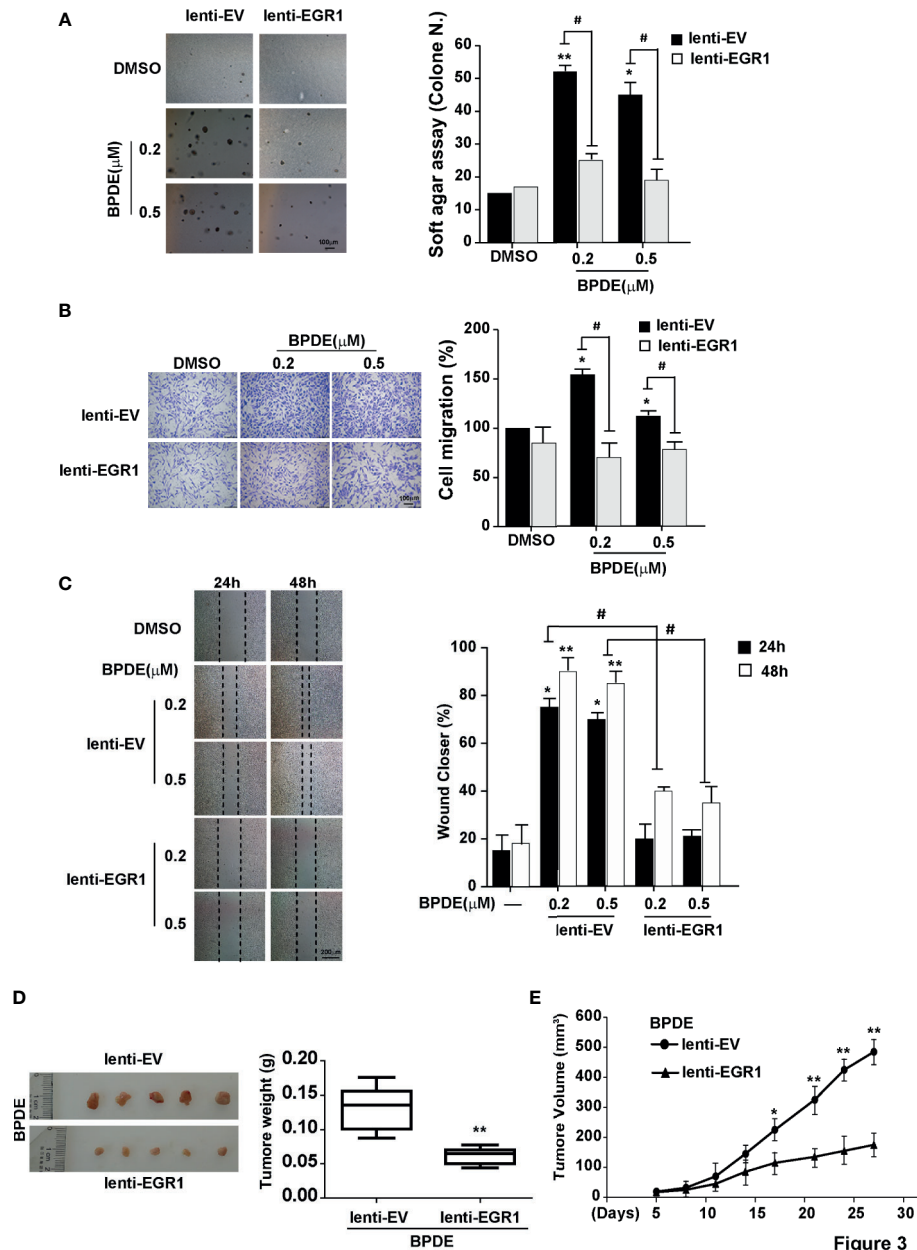 A
lenti-EV lenti-EGR1
DMSO
0.2
0.5
BPDE(μM)
100μm
Soft agar assay (Colone N.)
60
50
40
30
20
10
0
# #
** *
lenti-EV
lenti-EGR1
DMSO 0.2 0.5
BPDE(μM)
B
BPDE(μM)
DMSO 0.2 0.5
lenti-EV
lenti-EGR1
100μm
Cell migration (%)
200
150
100
50
0
# #
* *
lenti-EV
lenti-EGR1
DMSO 0.2 0.5
BPDE(μM)
C
24h 48h
DMSO
BPDE(μM)
0.2
lenti-EV
0.5
0.2
lenti-EGR1
0.5
200μm
Wound Closer (%)
100
80
60
40
20
0
# #
* ** * **
24h
48h
BPDE(μM) — 0.2 0.5 0.2 0.5
lenti-EV lenti-EGR1
D
lenti-EV
BPDE
lenti-EGR1
0 1 cm 2
0 1 cm 2
Tumore weight (g)
0.20
0.15
0.10
0.05
0.00
**
lenti-EV lenti-EGR1
BPDE
E
Tumore Volume (mm³)
600
500
400
300
200
100
0
BPDE
lenti-EV
lenti-EGR1
* ** ** **
(Days) 5 10 15 20 25 30
Figure 3